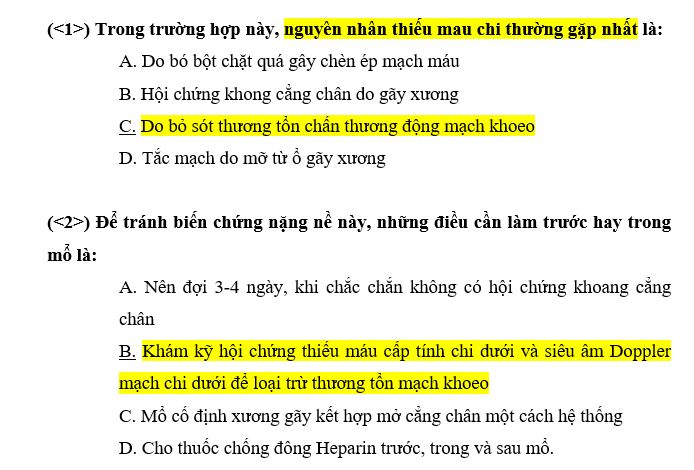 (<1>) Trong trường hợp này, nguyên nhân thiếu mau chi thường gặp nhất là:
A. Do bó bột chặt quá gây chèn ép mạch máu
B. Hội chứng khong cẳng chân do gãy xương
C. Do bỏ sót thương tổn chấn thương động mạch khoeo
D. Tắc mạch do mỡ từ ổ gãy xương
(<2>) Để tránh biến chứng nặng nề này, những điều cần làm trước hay trong
mổ là:
A. Nên đợi 3-4 ngày, khi chắc chắn không có hội chứng khoang cẳng
chân
B. Khám kỹ hội chứng thiếu máu cấp tính chi dưới và siêu âm Doppler
mạch chi dưới để loại trừ thương tổn mạch khoeo
C. Mổ cố định xương gãy kết hợp mở cẳng chân một cách hệ thống
D. Cho thuốc chống đông Heparin trước, trong và sau mổ.